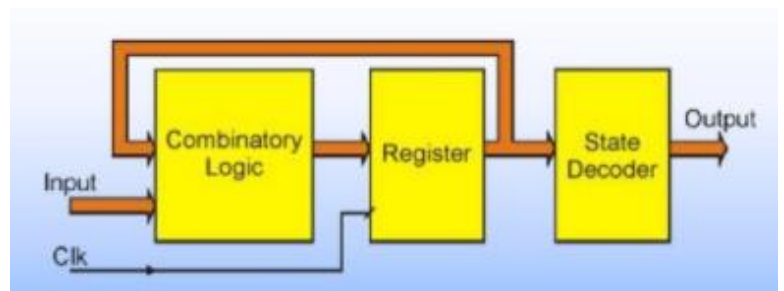 Combinatory
Logic
Register
State
Decoder
Output
Input
Clk